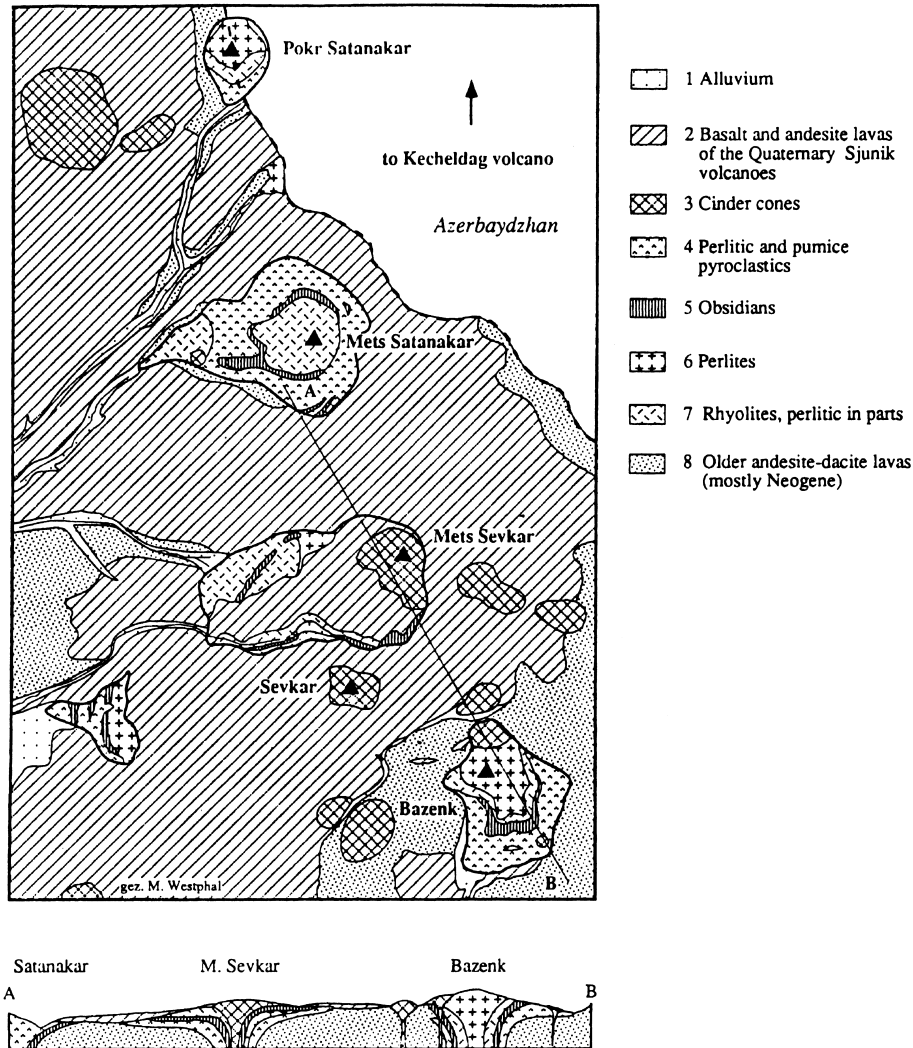 Pokr Satanakar
to Kecheldag volcano
Azerbaydzhan
Mets Satanakar
A
Mets Sevkar
Sevkar
Bazenk
B
gez. M. Westphal
1 Alluvium
2 Basalt and andesite lavas
of the Quaternary Sjunik
volcanoes
3 Cinder cones
4 Perlitic and pumice
pyroclastics
5 Obsidians
6 Perlites
7 Rhyolites, perlitic in parts
8 Older andesite-dacite lavas
(mostly Neogene)
Satanakar M. Sevkar Bazenk
A B